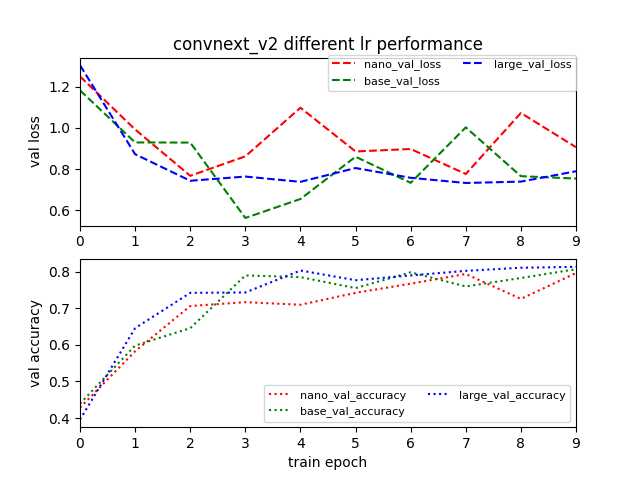 convnext_v2 different lr performance
nano_val_loss
large_val_loss
base_val_loss
val loss
1.2
1.0
0.8
0.6
0 1 2 3 4 5 6 7 8 9
val accuracy
0.8
0.7
0.6
0.5
0.4
nano_val_accuracy
large_val_accuracy
base_val_accuracy
0 1 2 3 4 5 6 7 8 9
train epoch